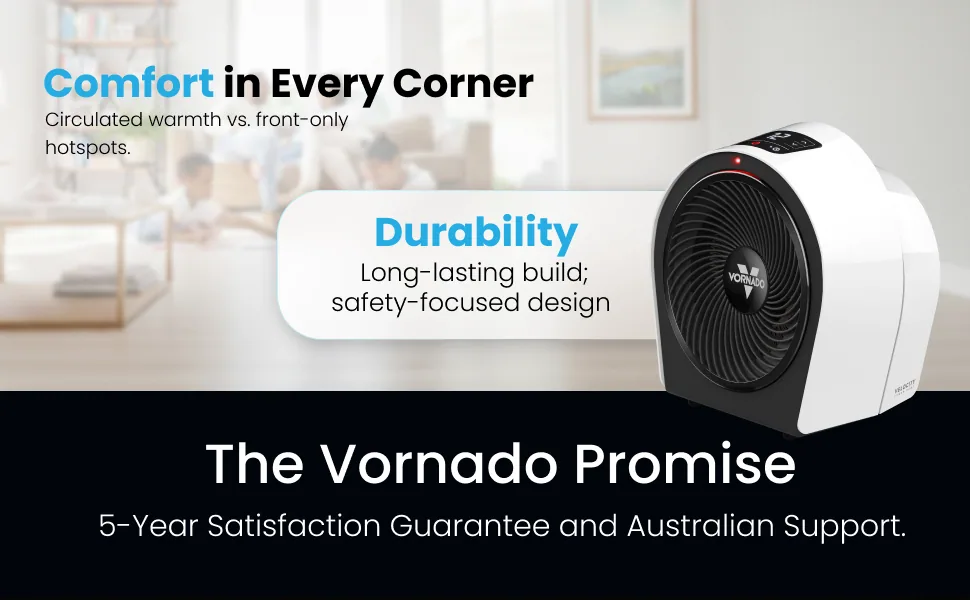 Comfort in Every Corner
Circulated warmth vs. front-only
hotspots.
Durability
Long-lasting build;
safety-focused design
VORNADO
VELOCITY
The Vornado Promise
5-Year Satisfaction Guarantee and Australian Support.